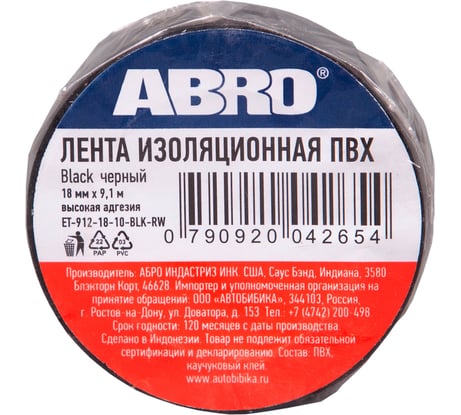 ABRO®
ЛЕНТА ИЗОЛЯЦИОННАЯ ПВХ
Black черный
18 мм x 9,1 м
высокая адгезия
ET-912-18-10-BLK-RW
22 PAP
03 PVC
0 790920 042654
Производитель: АБРО ИНДАСТРИЗ ИНК. США, Саус Бэнд, Индиана, 3580
Блэкторн Корт, 46628. Импортер и уполномоченная организация на
принятие обращений: ООО «АВТОБИБИКА», 344103, Россия,
г. Ростов-на-Дону, ул. Доватора, д. 153 Тел. +7 (4742) 200-498
Срок годности: 120 месяцев с даты производства.
Сделано в Индонезии. Товар не подлежит обязательной
сертификации и декларированию. Состав: ПВХ,
каучуковый клей.
www.autobibika.ru